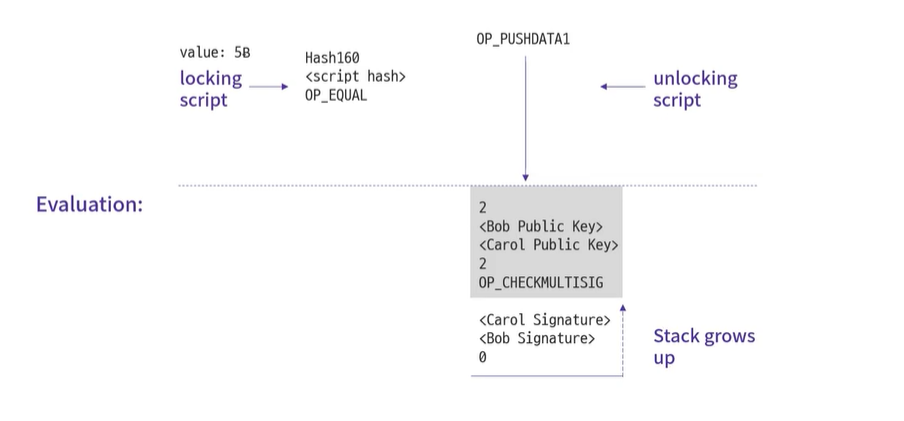 value: 5B
locking
script
Hash160
<script hash>
OP_EQUAL
OP_PUSHDATA1
unlocking
script
Evaluation:
2
<Bob Public Key>
<Carol Public Key>
2
OP_CHECKMULTISIG
<Carol Signature>
<Bob Signature>
0
Stack grows
up